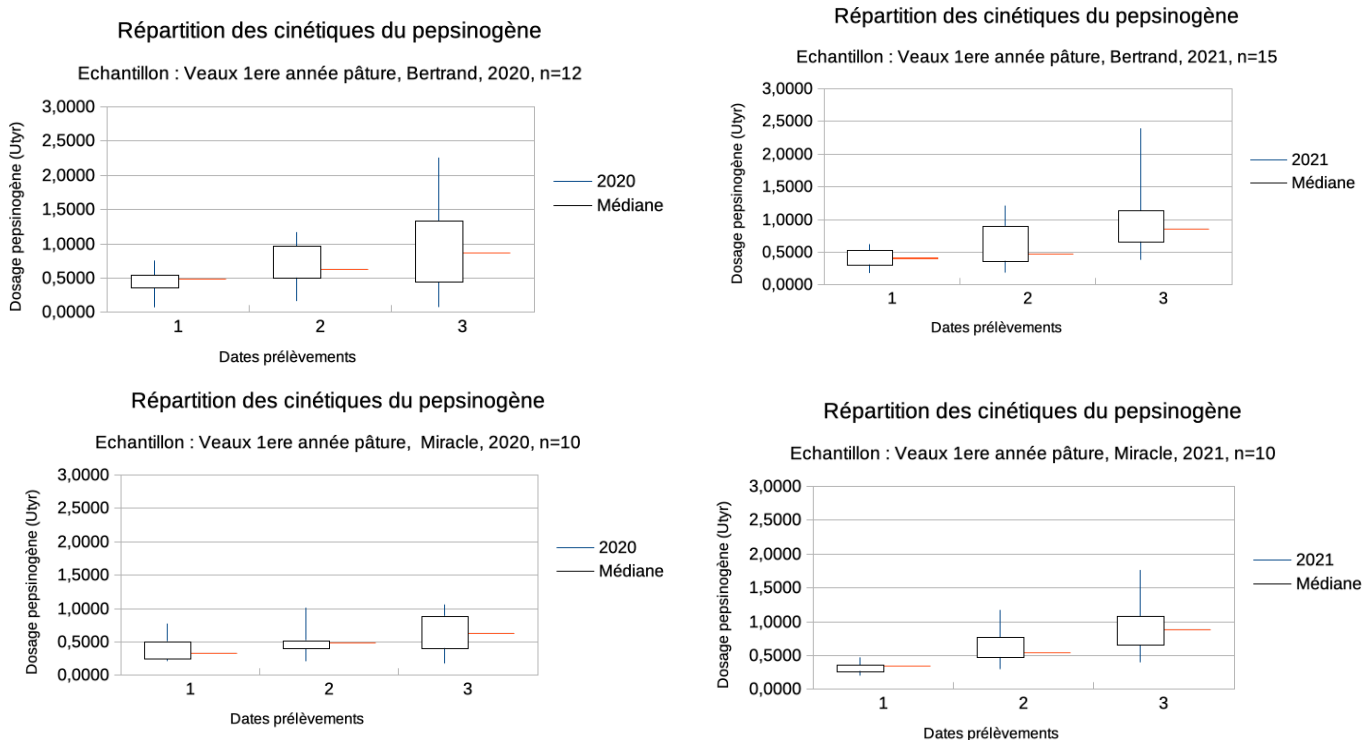 Répartition des cinétiques du pepsinogène
Echantillon : Veaux 1ere année pâture, Bertrand, 2020, n=12
Dosage pepsinogène (Utyr)
3,0000
2,5000
2,0000
1,5000
1,0000
0,5000
0,0000
1 2 3
Dates prélèvements
2020
Médiane
Répartition des cinétiques du pepsinogène
Echantillon : Veaux 1ere année pâture, Bertrand, 2021, n=15
Dosage pepsinogène (Utyr)
3,0000
2,5000
2,0000
1,5000
1,0000
0,5000
0,0000
1 2 3
Dates prélèvements
2021
Médiane
Répartition des cinétiques du pepsinogène
Echantillon : Veaux 1ere année pâture, Miracle, 2020, n=10
Dosage pepsinogène (Utyr)
3,0000
2,5000
2,0000
1,5000
1,0000
0,5000
0,0000
1 2 3
Dates prélèvements
2020
Médiane
Répartition des cinétiques du pepsinogène
Echantillon : Veaux 1ere année pâture, Miracle, 2021, n=10
Dosage pepsinogène (Utyr)
3,0000
2,5000
2,0000
1,5000
1,0000
0,5000
0,0000
1 2 3
Dates prélèvements
2021
Médiane